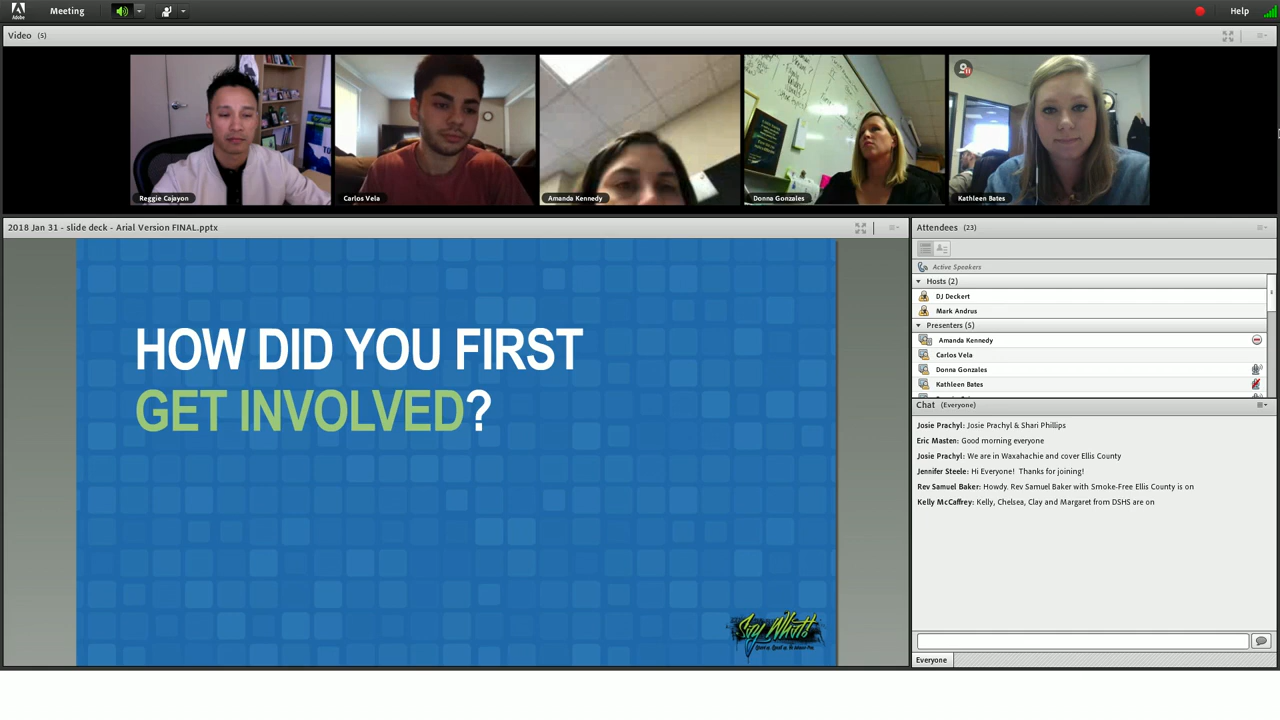 Adobe
Meeting
Help
Video (5)
Reggie Cajayon
Carlos Vela
Amanda Kennedy
Donna Gonzales
Kathleen Bates
2018 Jan 31 - slide deck - Arial Version FINAL.pptx
HOW DID YOU FIRST
GET INVOLVED?
Say What!
Attendees (23)
Active Speakers
Hosts (2)
DJ Deckert
Mark Andrus
Presenters (5)
Amanda Kennedy
Carlos Vela
Donna Gonzales
Kathleen Bates
Chat (Everyone)
Josie Prachyl: Josie Prachyl & Shari Phillips
Eric Masten: Good morning everyone
Josie Prachyl: We are in Waxahachie and cover Ellis County
Jennifer Steele: Hi Everyone! Thanks for joining!
Rev Samuel Baker: Howdy. Rev Samuel Baker with Smoke-Free Ellis County is on
Kelly McCaffrey: Kelly, Chelsea, Clay and Margaret from DSHS are on
Everyone